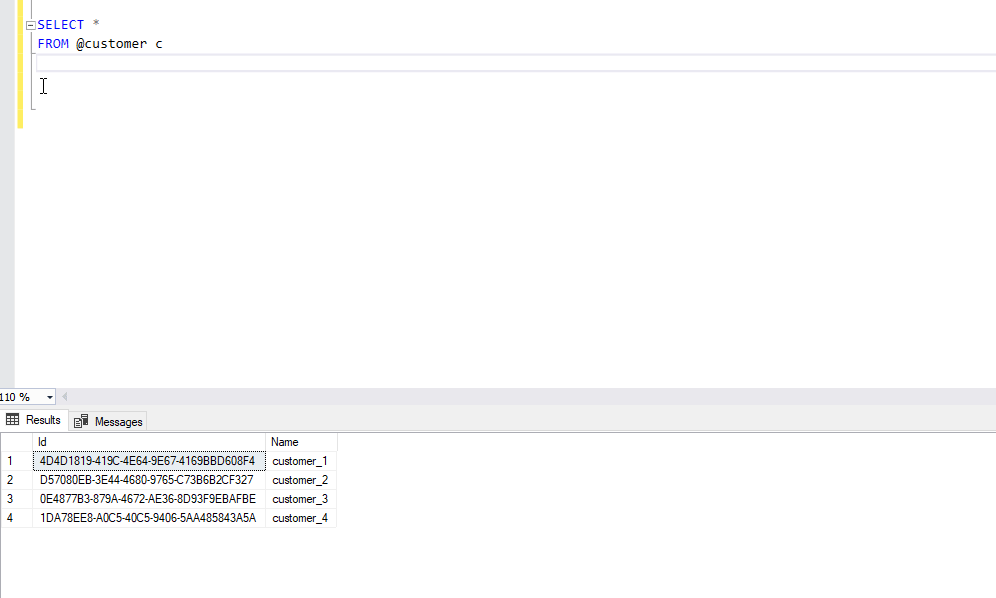 SELECT *
FROM @customer c
110 %
Results Messages
Id Name
1 4D4D1819-419C-4E64-9E67-4169BBD608F4 customer_1
2 D57080EB-3E44-4680-9765-C73B6B2CF327 customer_2
3 0E4877B3-879A-4672-AE36-8D93F9EBAFBE customer_3
4 1DA78EE8-A0C5-40C5-9406-5AA485843A5A customer_4